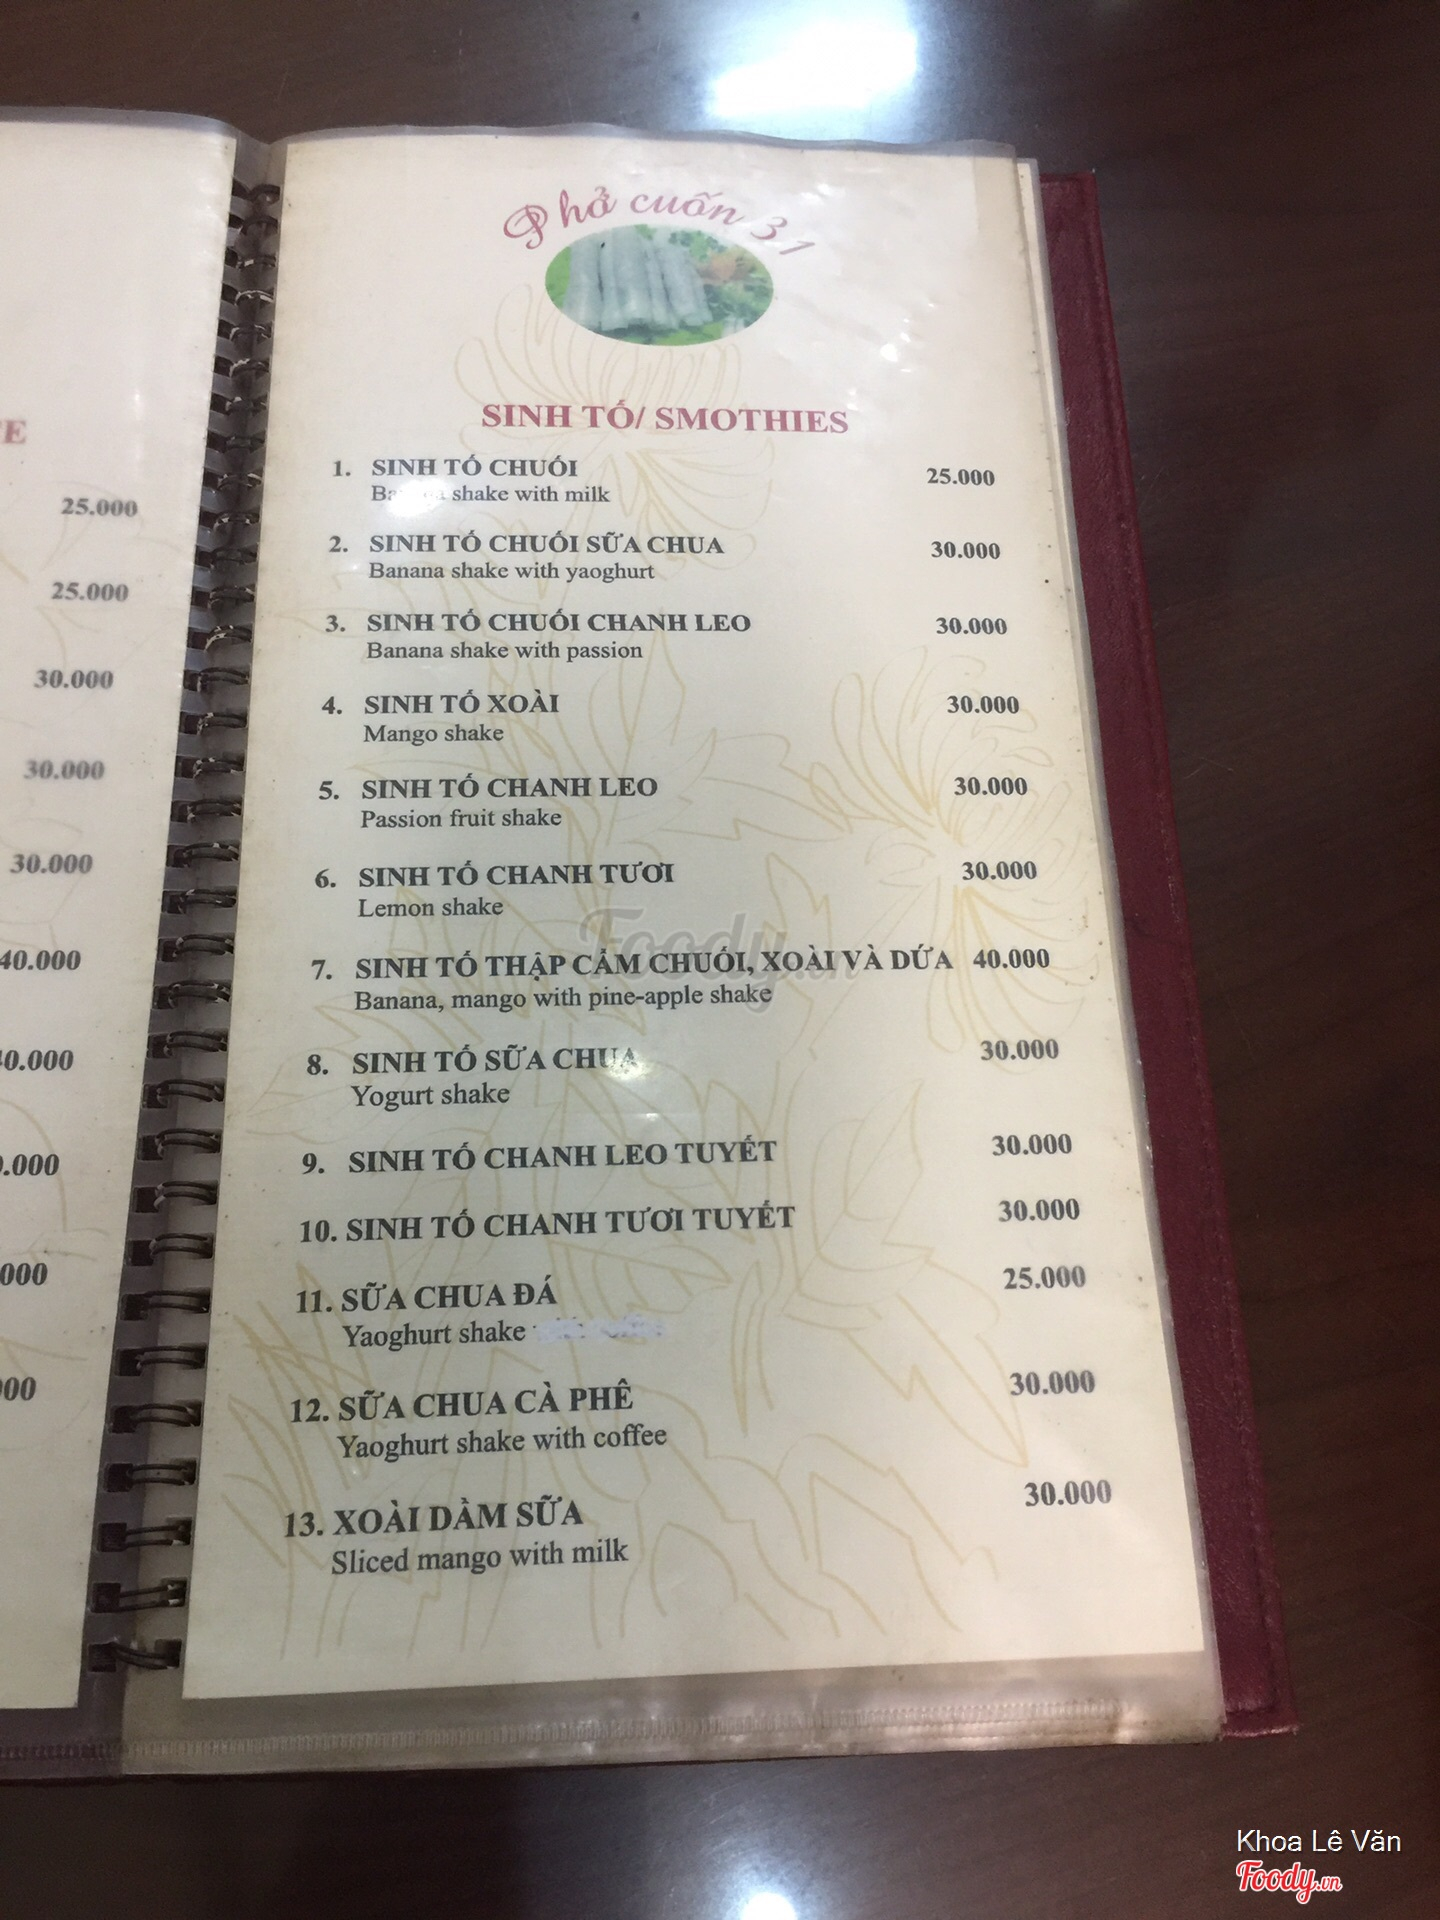 TE
25.000
25.000
30.000
30.000
30.000
40.000
40.000
.000
000
000
Phở cuốn 31
SINH TỐ/ SMOTHIES
1. SINH TỐ CHUỐI 25.000
shake with milk
2. SINH TỐ CHUỐI SỮA CHUA 30.000
Banana shake with yaoghurt
3. SINH TỐ CHUỐI CHANH LEO 30.000
Banana shake with passion
4. SINH TỐ XOÀI 30.000
Mango shake
5. SINH TỐ CHANH LEO 30.000
Passion fruit shake
6. SINH TỐ CHANH TƯƠI 30.000
Lemon shake
7. SINH TỐ THẬP CẨM CHUỐI, XOÀI VÀ DỨA 40.000
Banana, mango with pine-apple shake
8. SINH TỐ SỮA CHUA 30.000
Yogurt shake
9. SINH TỐ CHANH LEO TUYẾT 30.000
10. SINH TỐ CHANH TƯƠI TUYẾT 30.000
11. SỮA CHUA ĐÁ 25.000
Yaoghurt shake
12. SỮA CHUA CÀ PHÊ 30.000
Yaoghurt shake with coffee
13. XOÀI DẦM SỮA 30.000
Sliced mango with milk
Foody.vn
Khoa Lê Văn
Foody.vn